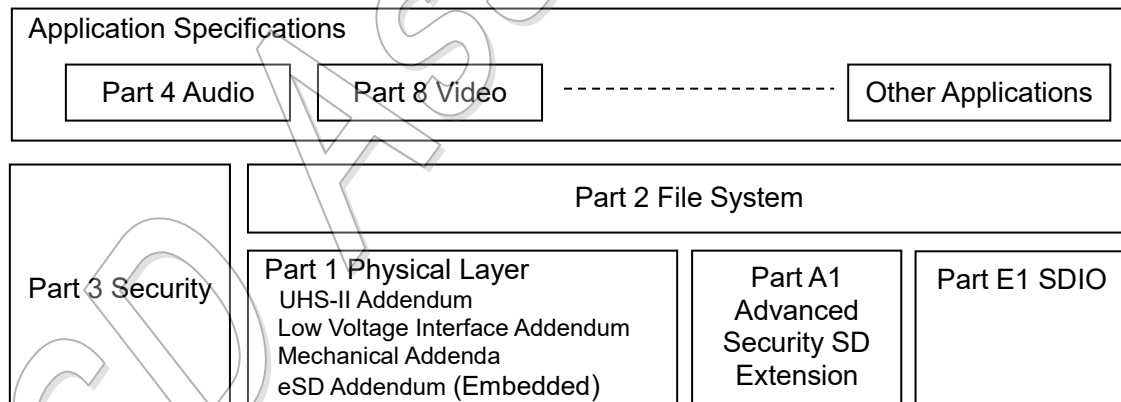 Application Specifications
Part 4 Audio
Part 8 Video
Other Applications
Part 3 Security
Part 2 File System
Part 1 Physical Layer
UHS-II Addendum
Low Voltage Interface Addendum
Mechanical Addenda
eSD Addendum (Embedded)
Part A1
Advanced
Security SD
Extension
Part E1 SDIO